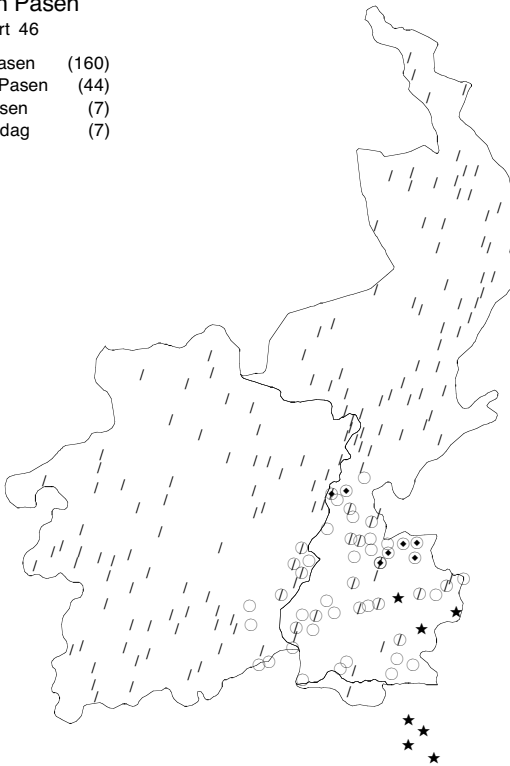 n Pasen
rt 46
asen (160)
Pasen (44)
sen (7)
dag (7)